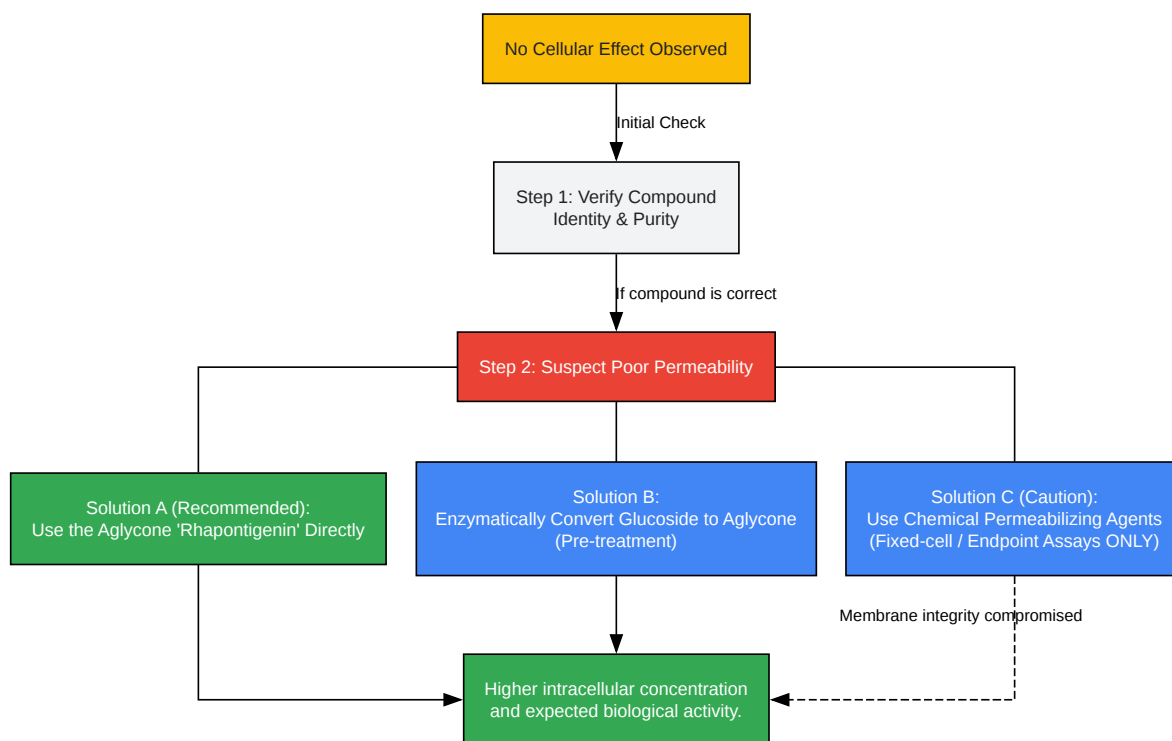 No Cellular Effect Observed
Initial Check
Step 1: Verify Compound
Identity & Purity
If compound is correct
Step 2: Suspect Poor Permeability
Solution A (Recommended):
Use the Aglycone 'Rhapontigenin' Directly
Solution B:
Enzymatically Convert Glucoside to Aglycone
(Pre-treatment)
Solution C (Caution):
Use Chemical Permeabilizing Agents
(Fixed-cell / Endpoint Assays ONLY)
Membrane integrity compromised
Higher intracellular concentration
and expected biological activity.